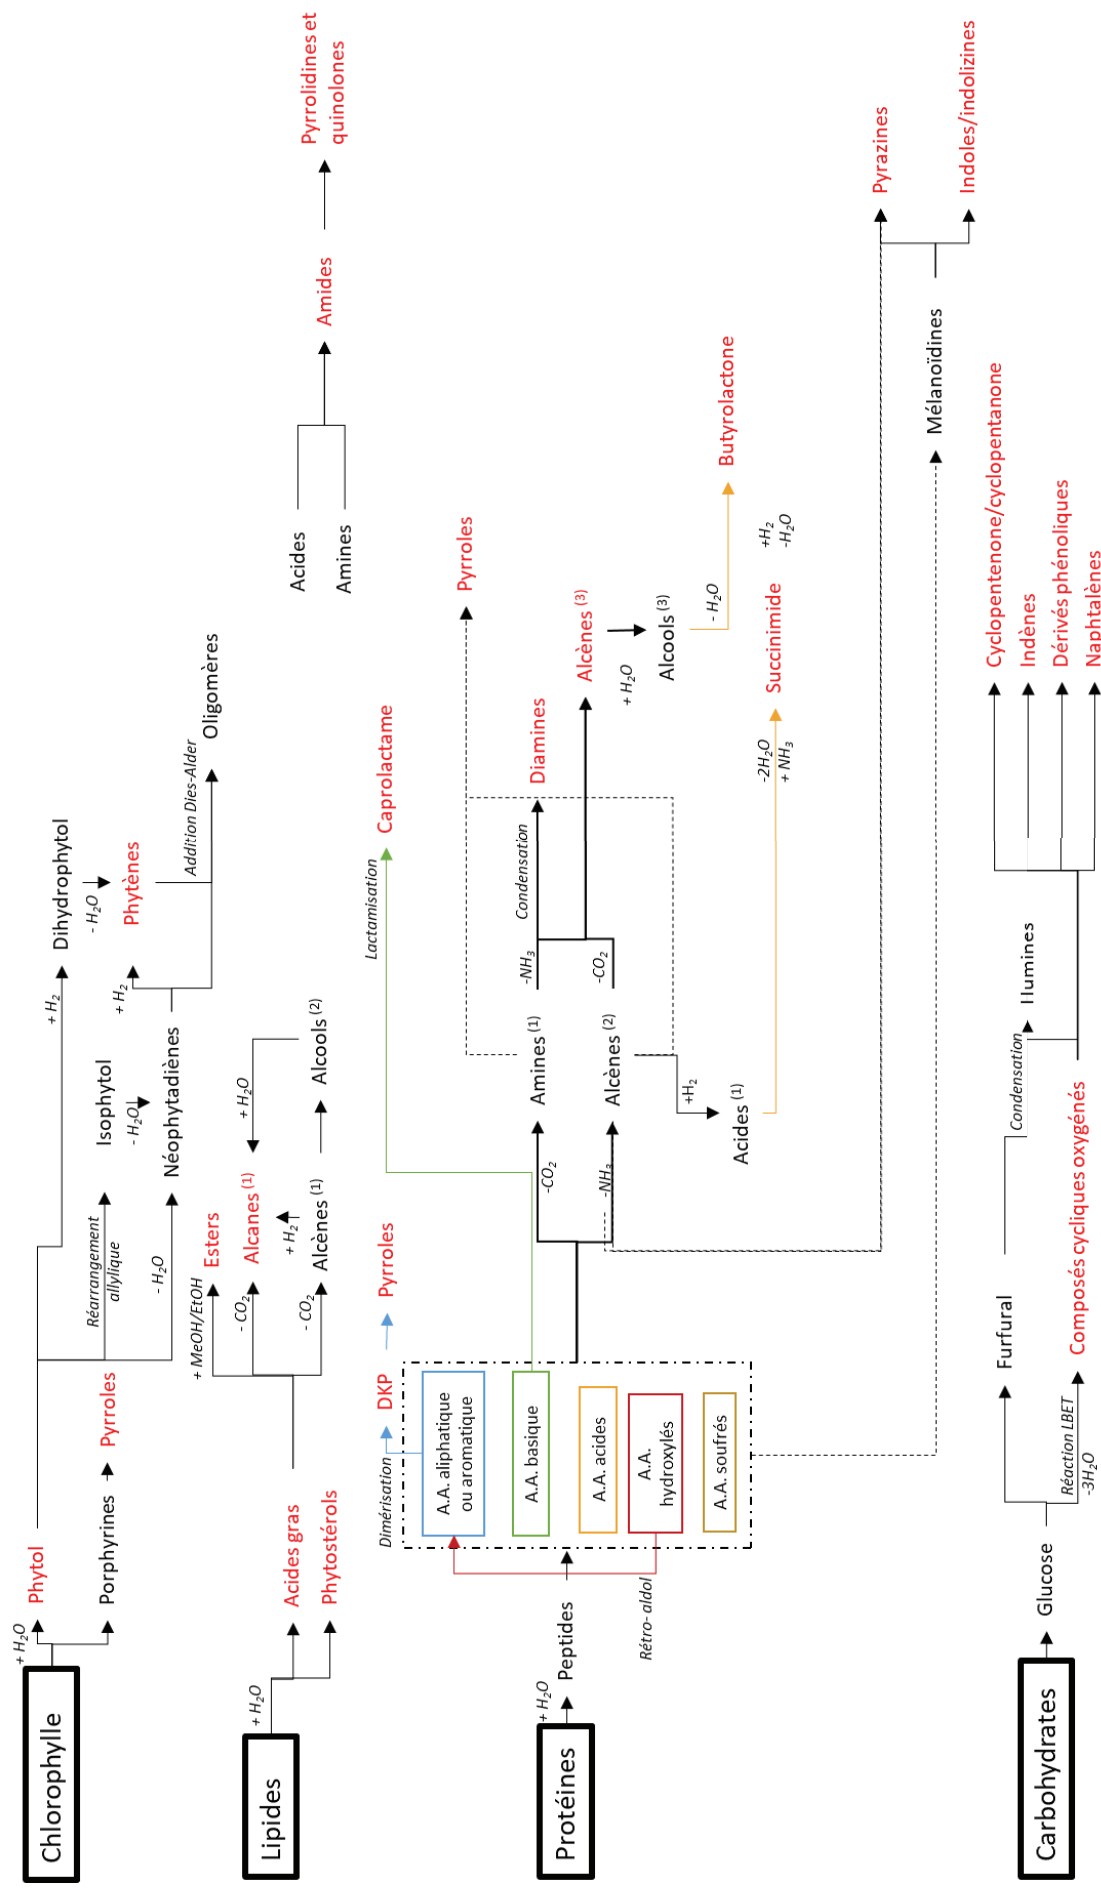 Chlorophylle
+ H₂O
Phytol
Porphyrines
Pyrroles
+ H₂
Dihydrophytol
- H₂O
Phytènes
Réarrangement
allylique
Isophytol
- H₂O
- H₂O
Néophytadiènes
+ H₂
Addition Dies-Alder
Oligomères
Lipides
+ H₂O
Acides gras
Phytostérols
+ MeOH/EtOH
Esters
- CO₂
Alcanes (1)
- CO₂
+ H₂
Alcènes (1)
+ H₂O
Alcools (2)
Acides
Amines
Amides
Pyrrolidines et
quinolones
Protéines
+ H₂O
Peptides
Rétro- aldol
Dimérisation
DKP
Pyrroles
A.A. aliphatique
ou aromatique
A.A. basique
A.A. acides
A.A.
hydroxylés
A.A. soufrés
Lactamisation
Caprolactame
-CO₂
Amines (1)
-NH₃
Alcènes (2)
+H₂
Acides (1)
-NH₃
Condensation
Diamines
-CO₂
Alcènes (3)
+ H₂O
Alcools (3)
Pyrroles
- H₂O
Butyrolactone
-2H₂O
+ NH₃
Succinimide
+H₂
-H₂O
Mélanoïdines
Pyrazines
Indoles/indolizines
Carbohydrates
Glucose
Furfural
Réaction LBET
-3H₂O
Composés cycliques oxygénés
Condensation
Humines
Cyclopentenone/cyclopentanone
Indènes
Dérivés phénoliques
Naphtalènes